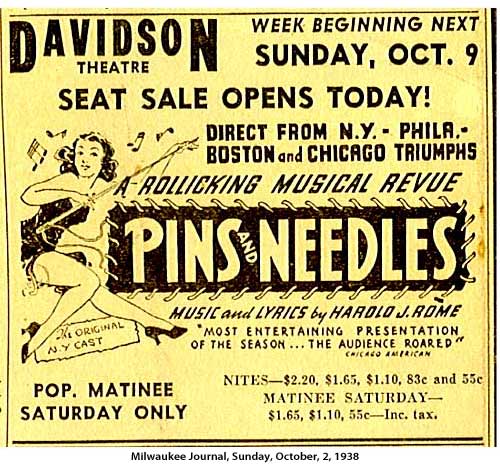 DAVIDSON
THEATRE
WEEK BEGINNING NEXT
SUNDAY, OCT. 9
SEAT SALE OPENS TODAY!
DIRECT FROM N.Y. - PHILA.-
BOSTON and CHICAGO TRIUMPHS
A ROLLICKING MUSICAL REVUE
PINS AND NEEDLES
MUSIC and LYRICS by HAROLD J. ROME
"MOST ENTERTAINING PRESENTATION
OF THE SEASON... THE AUDIENCE ROARED"
CHICAGO AMERICAN
The ORIGINAL
N.Y. CAST
POP. MATINEE
SATURDAY ONLY
NITES—$2.20, $1.65, $1.10, 83c and 55c
MATINEE SATURDAY—
$1.65, $1.10, 55c—Inc. tax.
Milwaukee Journal, Sunday, October, 2, 1938